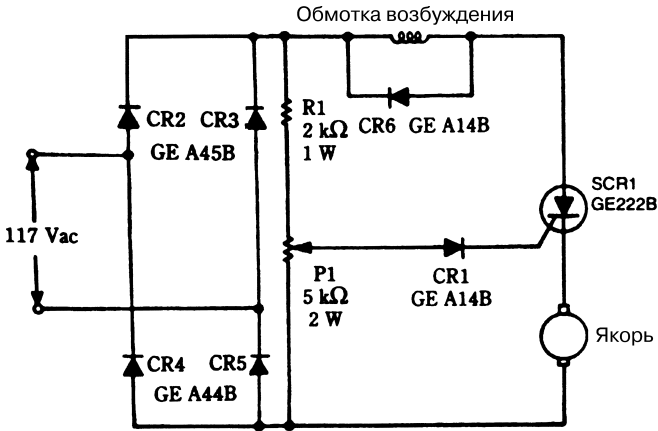 Обмотка возбуждения
CR2
CR3
GE A45B
R1
2 kΩ
1 W
CR6 GE A14B
SCR1
GE222B
117 Vac
P1
5 kΩ
2 W
CR1
GE A14B
Якорь
CR4
CR5
GE A44B